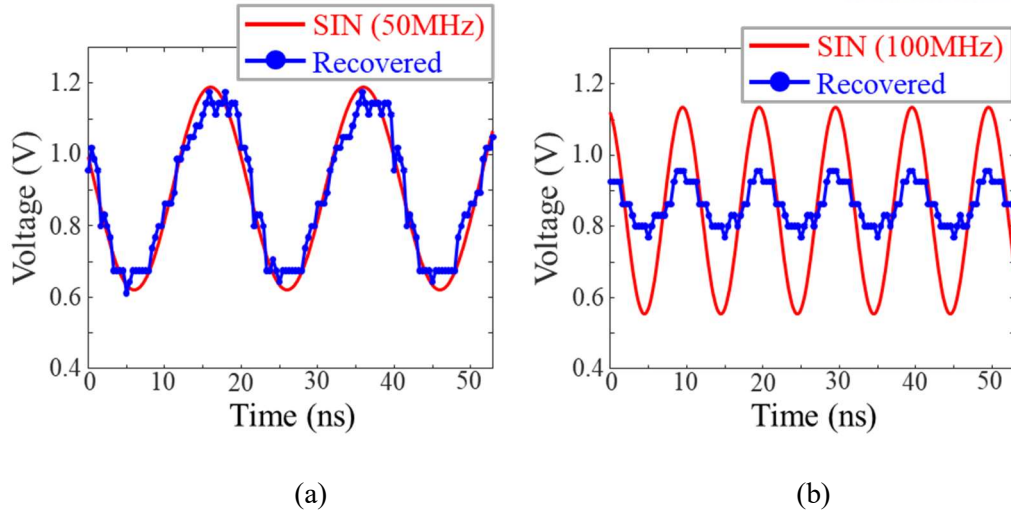 SIN (50MHz)
Recovered
1.2
1.0
0.8
0.6
0.4
Voltage (V)
0 10 20 30 40 50
Time (ns)
(a)
SIN (100MHz)
Recovered
1.2
1.0
0.8
0.6
0.4
Voltage (V)
0 10 20 30 40 50
Time (ns)
(b)